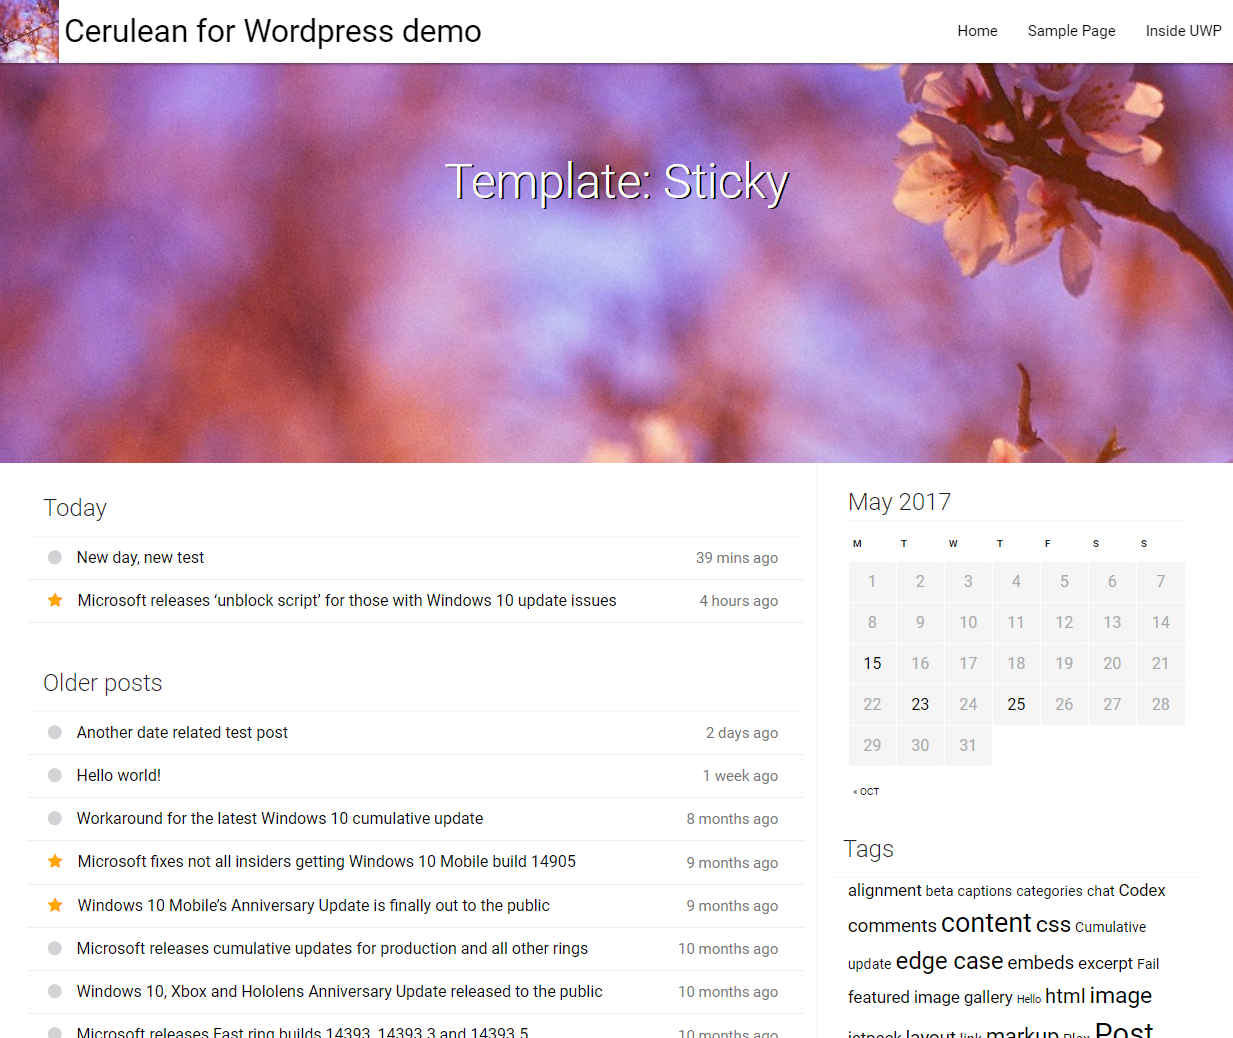 Cerulean for Wordpress demo
Home Sample Page Inside UWP
Template: Sticky
Today
New day, new test 39 mins ago
Microsoft releases ‘unblock script’ for those with Windows 10 update issues 4 hours ago
Older posts
Another date related test post 2 days ago
Hello world! 1 week ago
Workaround for the latest Windows 10 cumulative update 8 months ago
Microsoft fixes not all insiders getting Windows 10 Mobile build 14905 9 months ago
Windows 10 Mobile’s Anniversary Update is finally out to the public 9 months ago
Microsoft releases cumulative updates for production and all other rings 10 months ago
Windows 10, Xbox and Hololens Anniversary Update released to the public 10 months ago
Microsoft releases Fast ring builds 14393, 14393.3 and 14393.5 10 months ago
May 2017
M T W T F S S
1 2 3 4 5 6 7
8 9 10 11 12 13 14
15 16 17 18 19 20 21
22 23 24 25 26 27 28
29 30 31
« OCT
Tags
alignment beta captions categories chat Codex
comments content css Cumulative
update edge case embeds excerpt Fail
featured image gallery Hello html image
jetpack layout link markup Plex Post